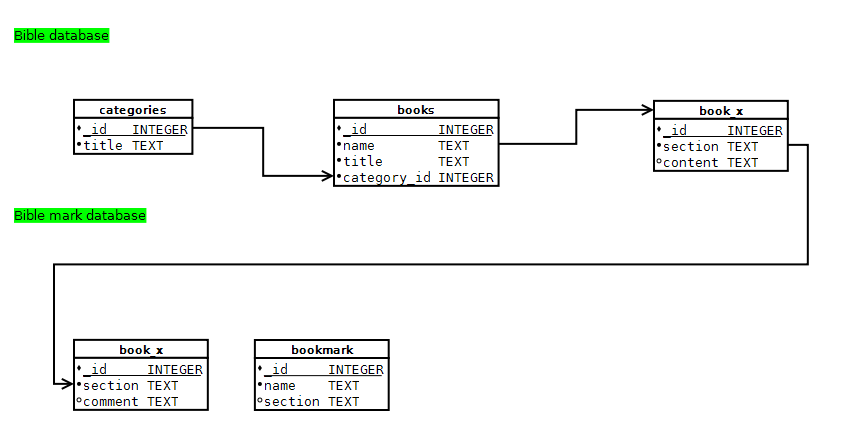 Bible database
categories
_id INTEGER
title TEXT
books
_id INTEGER
name TEXT
title TEXT
category_id INTEGER
book_x
_id INTEGER
section TEXT
content TEXT
Bible mark database
book_x
_id INTEGER
section TEXT
comment TEXT
bookmark
_id INTEGER
name TEXT
section TEXT